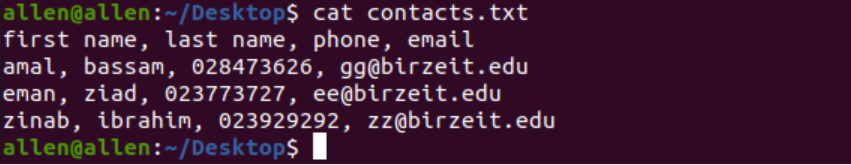 allen@allen:~/Desktop$ cat contacts.txt
first name, last name, phone, email
amal, bassam, 028473626, gg@birzeit.edu
eman, ziad, 023773727, ee@birzeit.edu
zinab, ibrahim, 023929292, zz@birzeit.edu
allen@allen:~/Desktop$